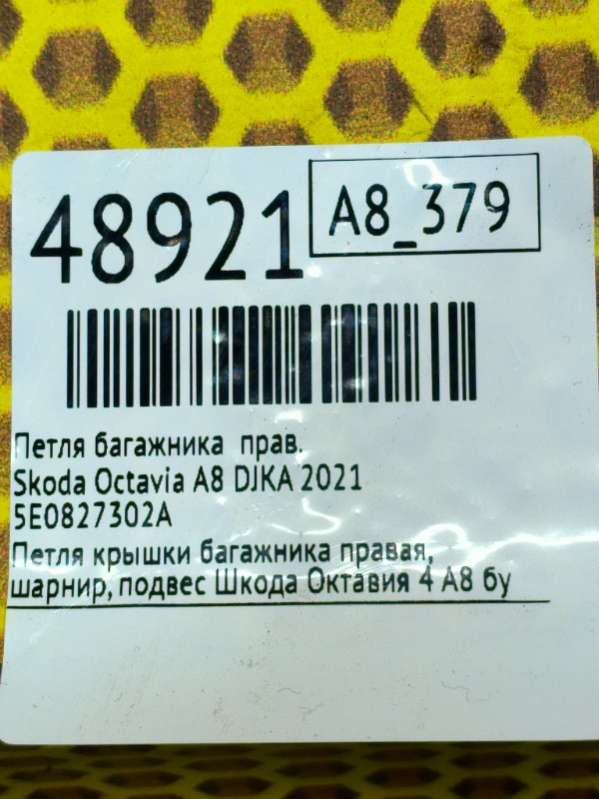 48921
A8_379
Петля багажника прав.
Skoda Octavia A8 DJKA 2021
5E0827302A
Петля крышки багажника правая,
шарнир, подвес Шкода Октавия 4 А8 бу